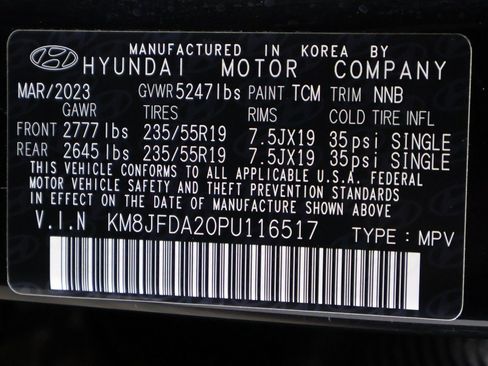 MANUFACTURED IN KOREA BY
HYUNDAI MOTOR COMPANY
MAR/2023 GVWR 5247lbs PAINT TCM TRIM NNB
GAWR TIRES RIMS COLD TIRE INFL
FRONT 2777lbs 235/55R19 7.5JX19 35psi SINGLE
REAR 2645lbs 235/55R19 7.5JX19 35psi SINGLE
THIS VEHICLE CONFORMS TO ALL APPLICABLE U.S.A. FEDERAL
MOTOR VEHICLE SAFETY AND THEFT PREVENTION STANDARDS
IN EFFECT ON THE DATE OF MANUFACTURE SHOWN ABOVE.
V.I.N KM8JFDA20PU116517 TYPE : MPV